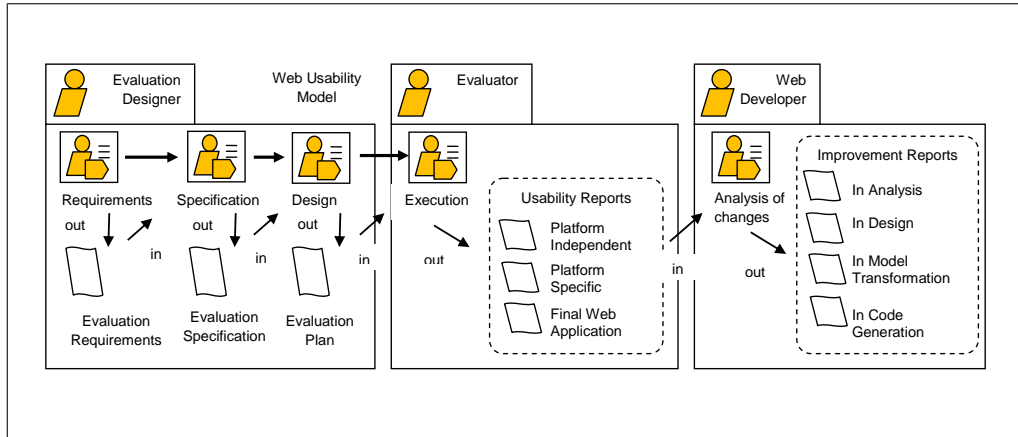 Evaluation
Designer
Web Usability
Model
Evaluator
Web
Developer
Requirements
Specification
Design
Execution
Analysis of
changes
out
in
out
in
out
in
out
in
out
Evaluation
Requirements
Evaluation
Specification
Evaluation
Plan
Usability Reports
Platform
Independent
Platform
Specific
Final Web
Application
Improvement Reports
In Analysis
In Design
In Model
Transformation
In Code
Generation